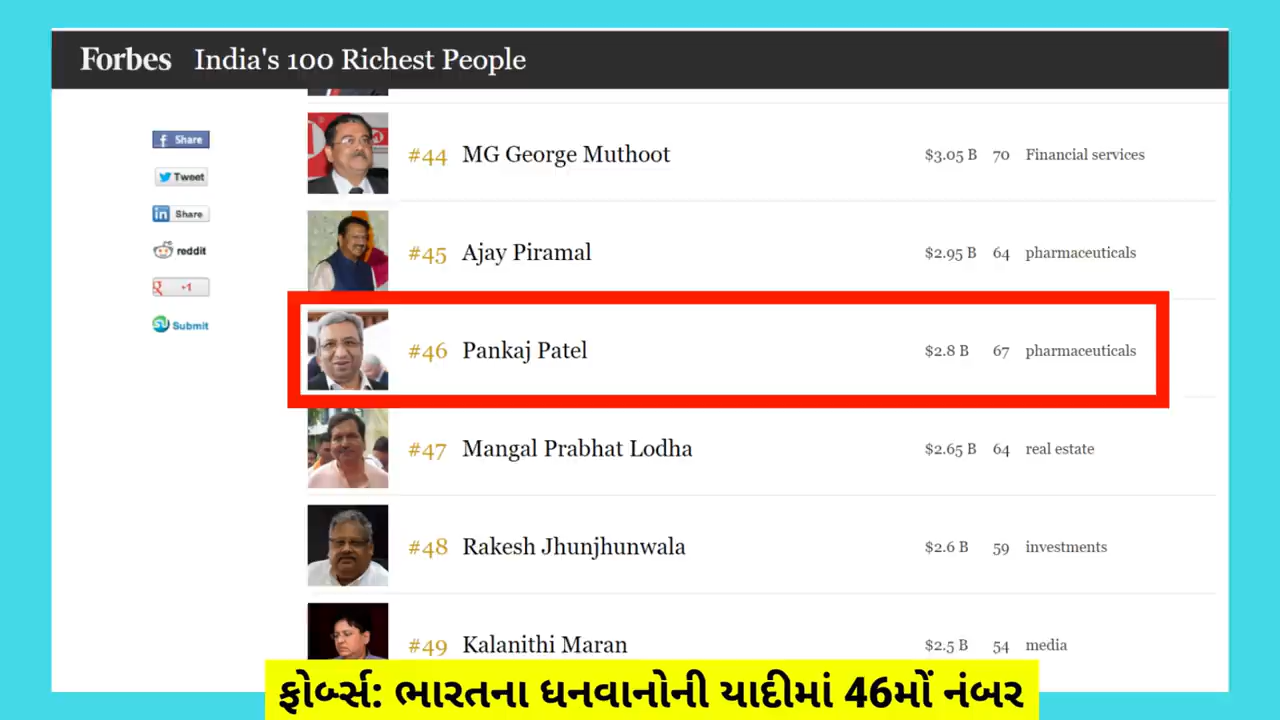 Forbes India's 100 Richest People
f Share
Tweet
in Share
reddit
+1
Submit
#44 MG George Muthoot $3.05 B 70 Financial services
#45 Ajay Piramal $2.95 B 64 pharmaceuticals
#46 Pankaj Patel $2.8 B 67 pharmaceuticals
#47 Mangal Prabhat Lodha $2.65 B 64 real estate
#48 Rakesh Jhunjhunwala $2.6 B 59 investments
#49 Kalanithi Maran $2.5 B 54 media
ફોર્બ્સ: ભારતના ધનવાનોની યાદીમાં 46મોં નંબર